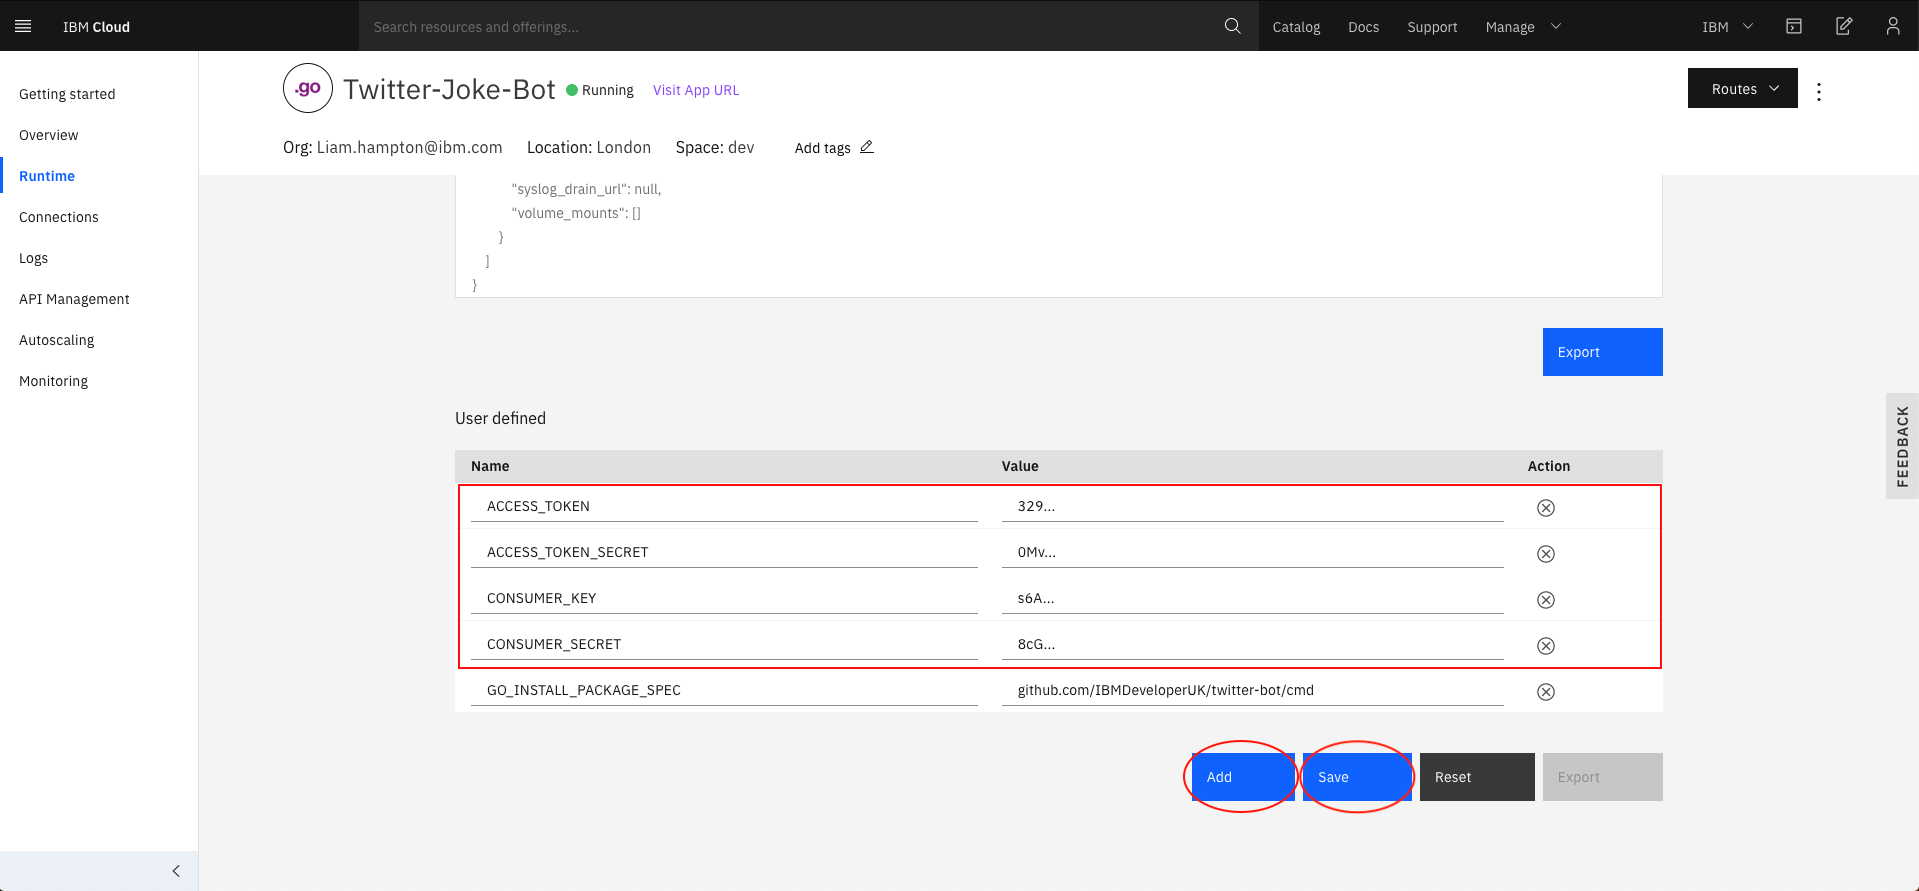 IBM Cloud
Search resources and offerings...
Catalog
Docs
Support
Manage
IBM
Getting started
Overview
Runtime
Connections
Logs
API Management
Autoscaling
Monitoring
.go
Twitter-Joke-Bot
Running
Visit App URL
Routes
Org: Liam.hampton@ibm.com
Location: London
Space: dev
Add tags
"syslog_drain_url": null,
"volume_mounts": []
}
]
}
Export
User defined
Name Value Action
ACCESS_TOKEN 329...
ACCESS_TOKEN_SECRET 0Mv...
CONSUMER_KEY s6A...
CONSUMER_SECRET 8cG...
GO_INSTALL_PACKAGE_SPEC github.com/IBMDeveloperUK/twitter-bot/cmd
Add
Save
Reset
Export
FEEDBACK